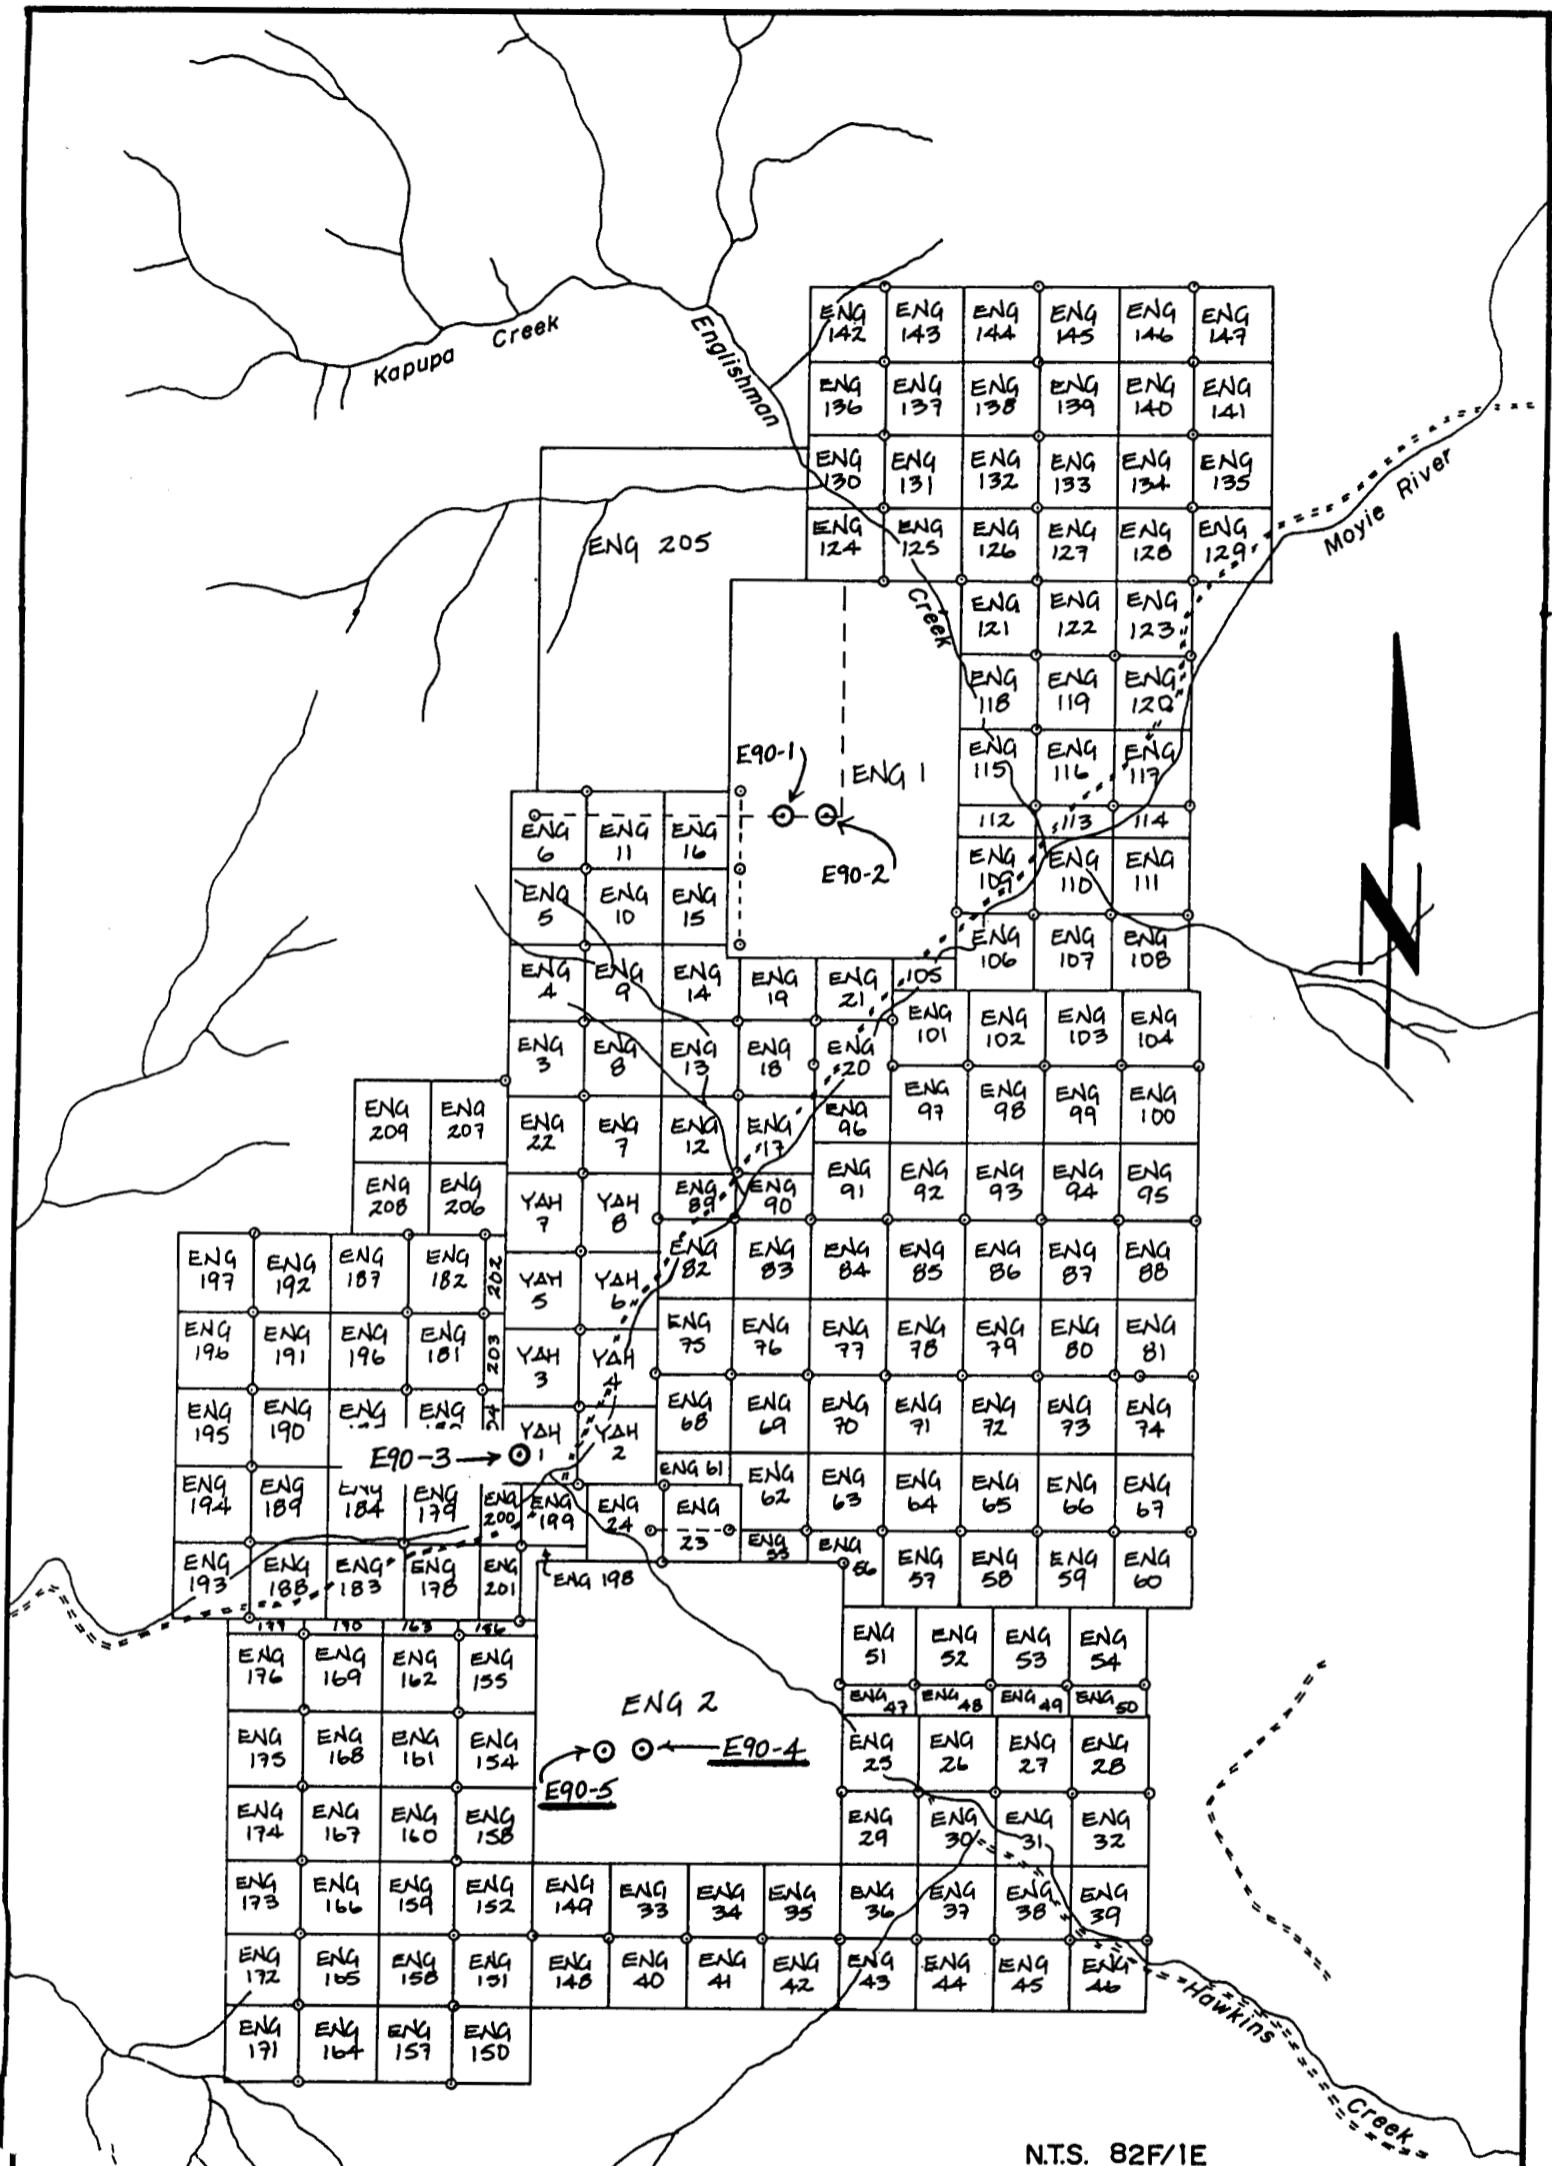 ENG 142 ENG 143 ENG 144 ENG 145 ENG 146 ENG 147
Kapupa Creek
Englishman
ENG 136 ENG 137 ENG 138 ENG 139 ENG 140 ENG 141
ENG 130 ENG 131 ENG 132 ENG 133 ENG 134 ENG 135
Moyie River
ENG 205
ENG 124 ENG 125 ENG 126 ENG 127 ENG 128 ENG 129
Creek
ENG 121 ENG 122 ENG 123
ENG 118 ENG 119 ENG 120
E90-1
ENG 1
ENG 115 ENG 116 ENG 117
112 113 114
ENG 6 ENG 11 ENG 16
E90-2
ENG 109 ENG 110 ENG 111
N
ENG 5 ENG 10 ENG 15
ENG 106 ENG 107 ENG 108
ENG 4 ENG 9 ENG 14 ENG 19 ENG 21 105
ENG 101 ENG 102 ENG 103 ENG 104
ENG 3 ENG 8 ENG 13 ENG 18 ENG 20
ENG 97 ENG 98 ENG 99 ENG 100
ENG 209 ENG 207 ENG 22 ENG 7 ENG 12 ENG 17 ENG 96
ENG 208 ENG 206 YAH 7 YAH 8 ENG 89 ENG 90 ENG 91 ENG 92 ENG 93 ENG 94 ENG 95
ENG 197 ENG 192 ENG 187 ENG 182 202 YAH 5 YAH 6 ENG 82 ENG 83 ENG 84 ENG 85 ENG 86 ENG 87 ENG 88
ENG 196 ENG 191 ENG 196 ENG 181 203 YAH 3 YAH 4 ENG 75 ENG 76 ENG 77 ENG 78 ENG 79 ENG 80 ENG 81
ENG 195 ENG 190 ENG ENG YAH 1 YAH 2 ENG 68 ENG 69 ENG 70 ENG 71 ENG 72 ENG 73 ENG 74
E90-3
ENG 61
ENG 194 ENG 189 ENG 184 ENG 179 ENG 200 ENG 199 ENG 24 ENG 23 ENG 62 ENG 63 ENG 64 ENG 65 ENG 66 ENG 67
ENG 193 ENG 188 ENG 183 ENG 178 ENG 201 ENG 198 ENG 55 ENG 56 ENG 57 ENG 58 ENG 59 ENG 60
177 170 163 156
ENG 176 ENG 169 ENG 162 ENG 155 ENG 51 ENG 52 ENG 53 ENG 54
ENG 2
ENG 47 ENG 48 ENG 49 ENG 50
ENG 175 ENG 168 ENG 161 ENG 154 E90-4 ENG 25 ENG 26 ENG 27 ENG 28
E90-5
ENG 174 ENG 167 ENG 160 ENG 158 ENG 29 ENG 30 ENG 31 ENG 32
ENG 173 ENG 166 ENG 159 ENG 152 ENG 149 ENG 33 ENG 34 ENG 35 ENG 36 ENG 37 ENG 38 ENG 39
ENG 172 ENG 165 ENG 158 ENG 151 ENG 148 ENG 40 ENG 41 ENG 42 ENG 43 ENG 44 ENG 45 ENG 46
Hawkins Creek
ENG 171 ENG 164 ENG 157 ENG 150
N.T.S. 82F/1E